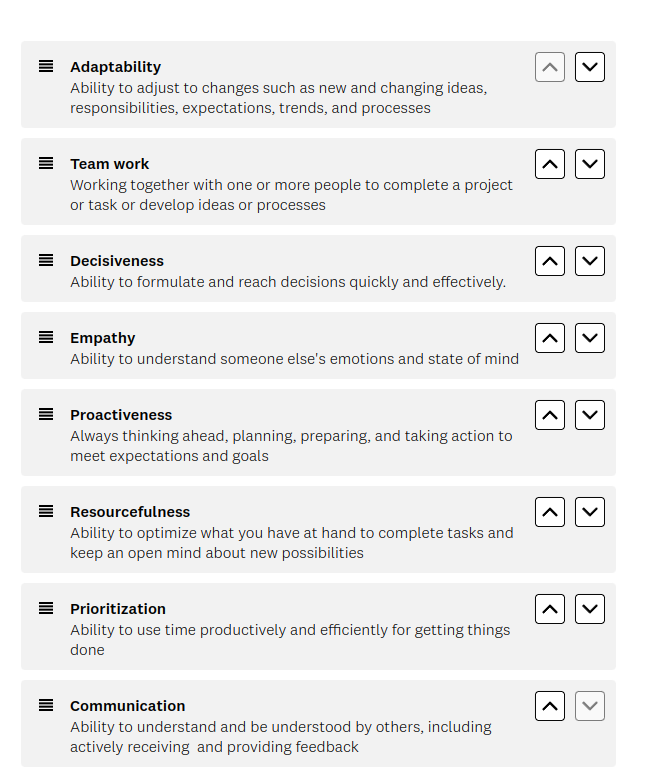 Adaptability
Ability to adjust to changes such as new and changing ideas,
responsibilities, expectations, trends, and processes
Team work
Working together with one or more people to complete a project
or task or develop ideas or processes
Decisiveness
Ability to formulate and reach decisions quickly and effectively.
Empathy
Ability to understand someone else's emotions and state of mind
Proactiveness
Always thinking ahead, planning, preparing, and taking action to
meet expectations and goals
Resourcefulness
Ability to optimize what you have at hand to complete tasks and
keep an open mind about new possibilities
Prioritization
Ability to use time productively and efficiently for getting things
done
Communication
Ability to understand and be understood by others, including
actively receiving  and providing feedback